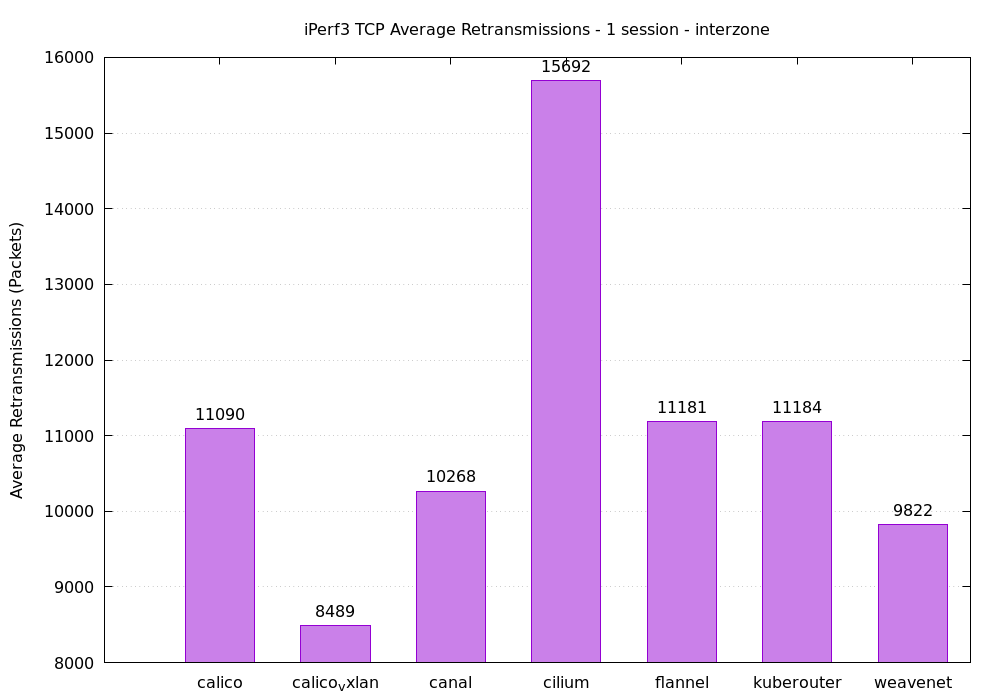 iPerf3 TCP Average Retransmissions - 1 session - interzone
Average Retransmissions (Packets)
16000
15000
14000
13000
12000
11000
10000
9000
8000
11090
8489
10268
15692
11181
11184
9822
calico
calicovxlan
canal
cilium
flannel
kuberouter
weavenet